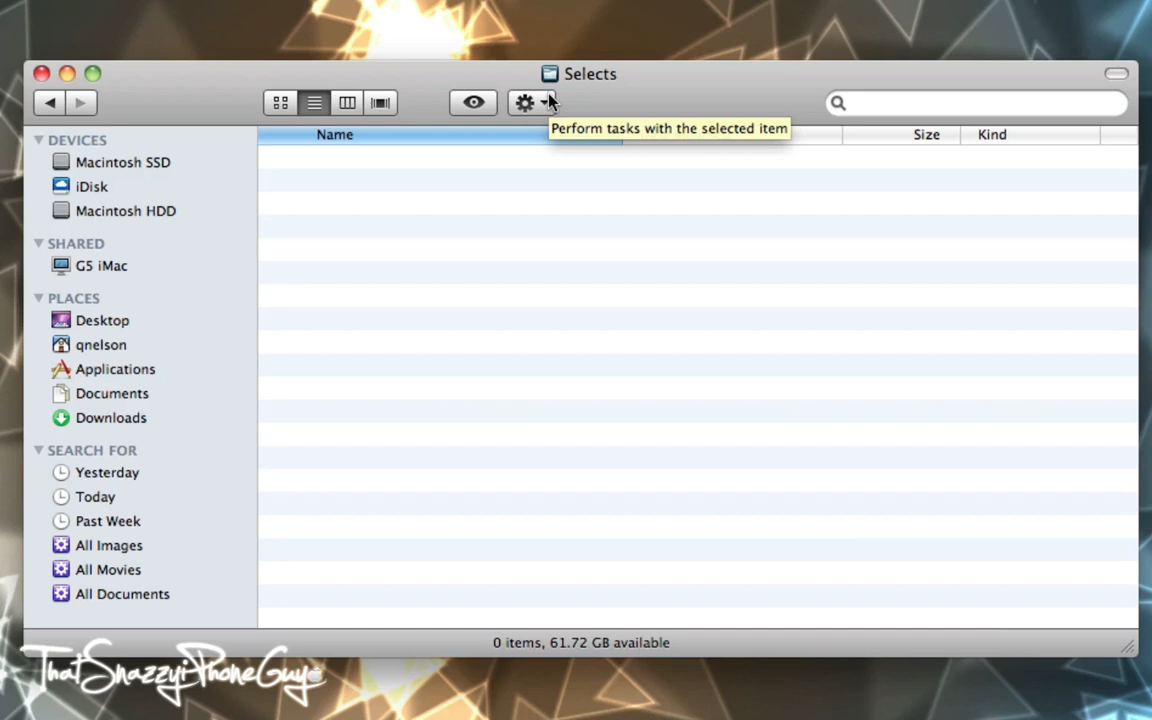 Selects
Perform tasks with the selected item
Name
Size
Kind
DEVICES
Macintosh SSD
iDisk
Macintosh HDD
SHARED
G5 iMac
PLACES
Desktop
qnelson
Applications
Documents
Downloads
SEARCH FOR
Yesterday
Today
Past Week
All Images
All Movies
All Documents
0 items, 61.72 GB available
ThatSnazzyiPhoneGuy